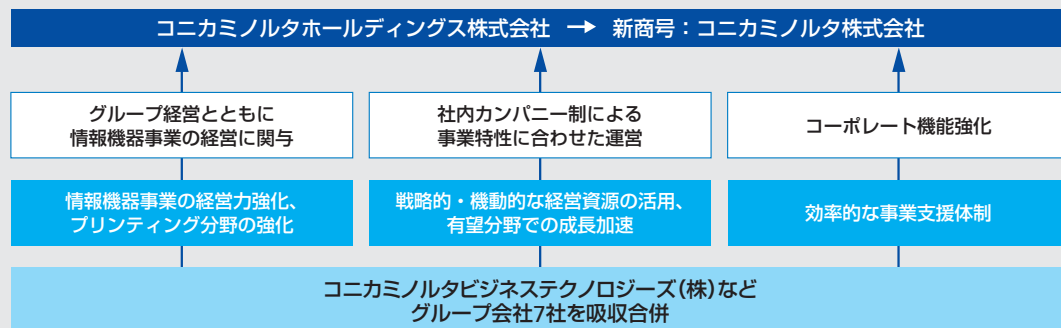 コニカミノルタホールディングス株式会社 → 新商号：コニカミノルタ株式会社
グループ経営とともに
情報機器事業の経営に関与
社内カンパニー制による
事業特性に合わせた運営
コーポレート機能強化
情報機器事業の経営力強化、
プリンティング分野の強化
戦略的・機動的な経営資源の活用、
有望分野での成長加速
効率的な事業支援体制
コニカミノルタビジネステクノロジーズ（株）など
グループ会社7社を吸収合併